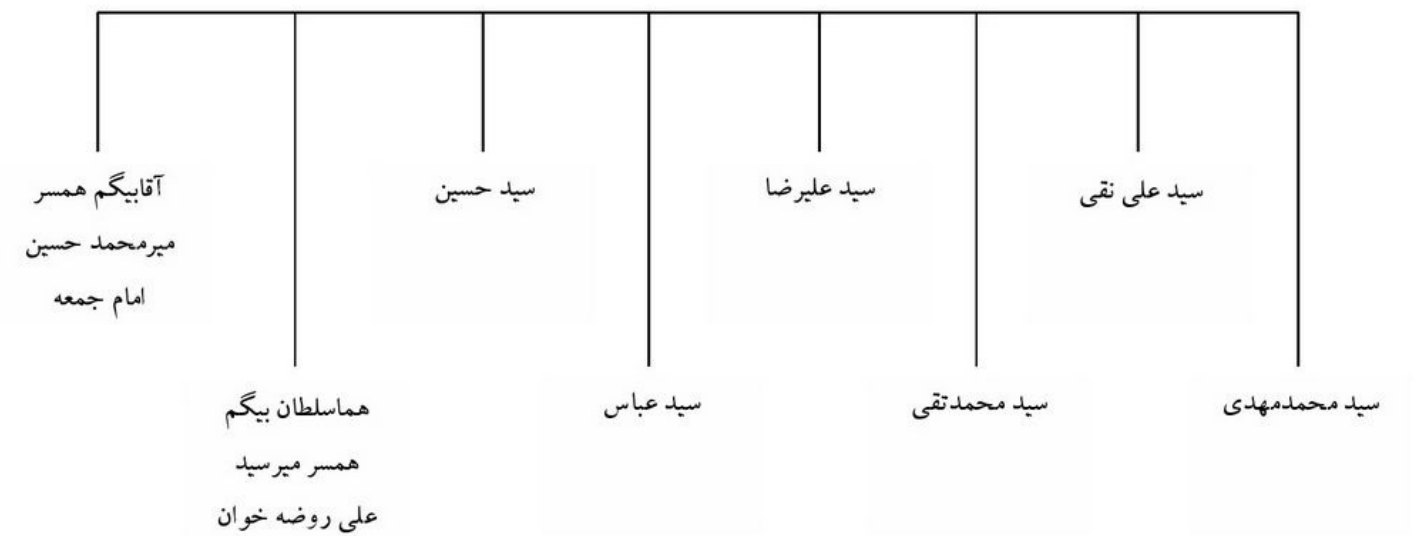 سید علی نقی
سید علیرضا
سید حسین
آقابیگم همسر
میرمحمد حسین
امام جمعه
سید محمدمهدی
سید محمدتقی
سید عباس
هماسلطان بیگم
همسر میرسید
علی روضه خوان